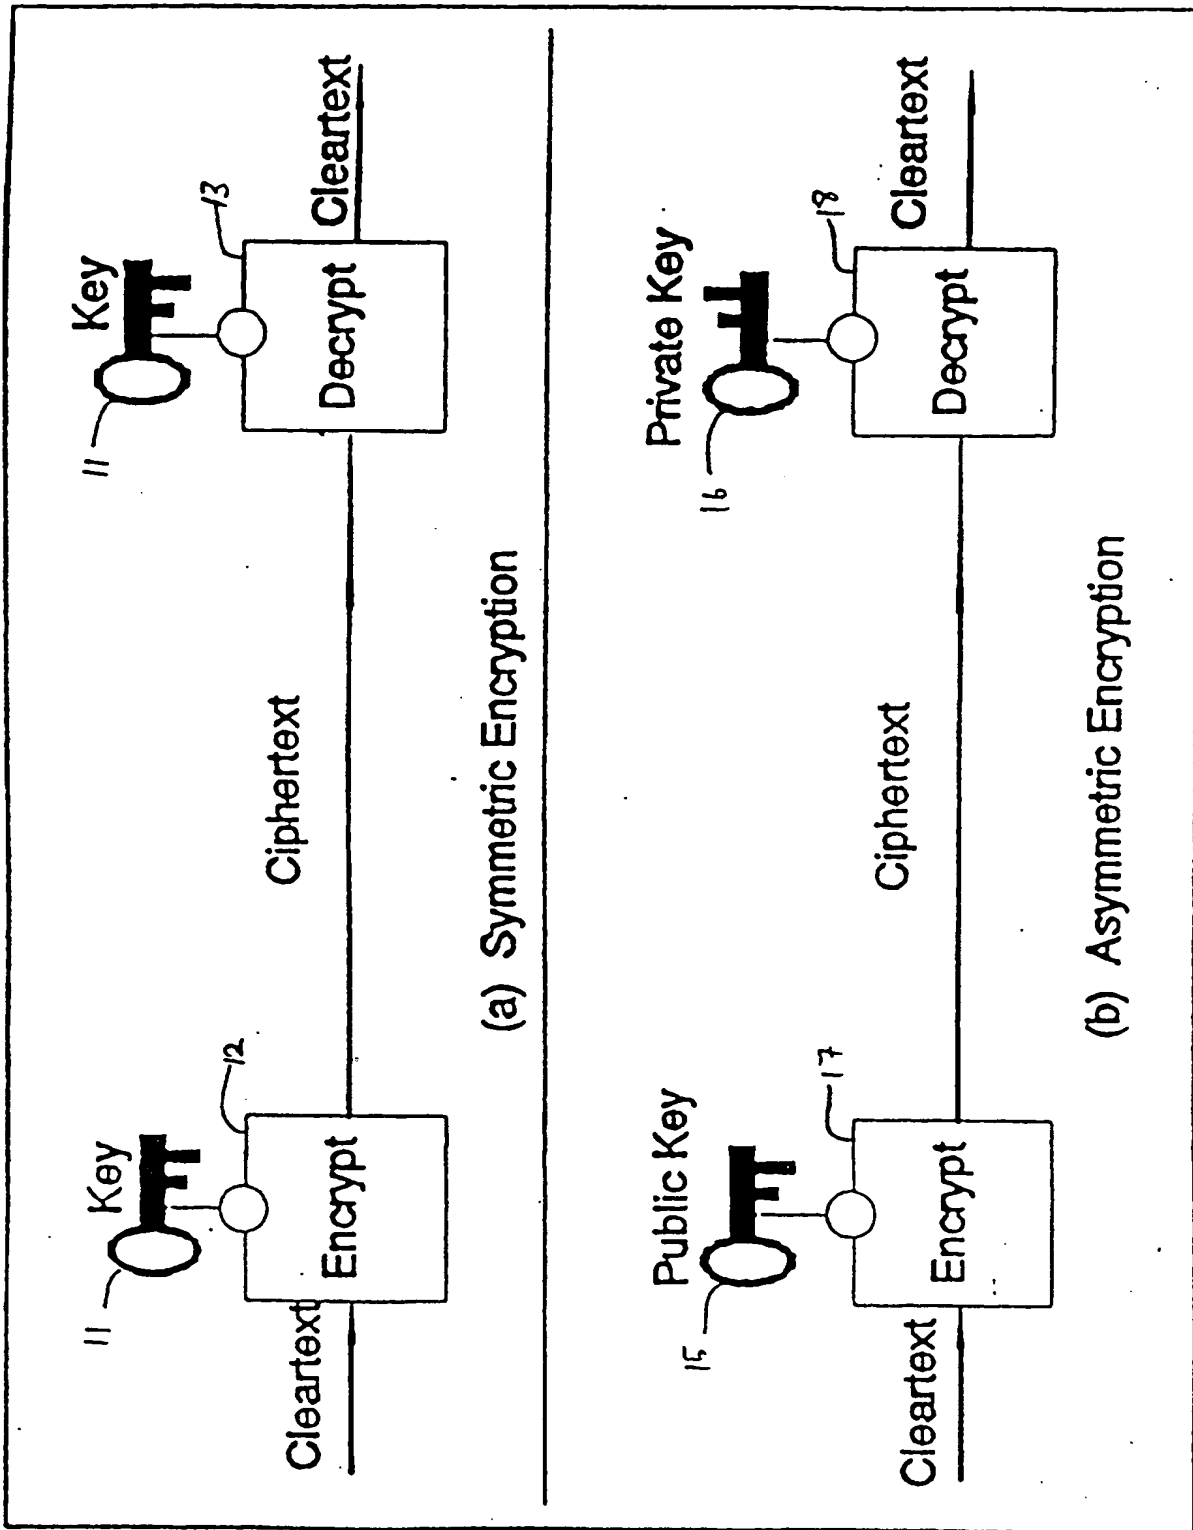 Key
11
12
Cleartext
Encrypt
Ciphertext
Key
11
13
Decrypt
Cleartext
(a) Symmetric Encryption
Public Key
15
17
Cleartext
Encrypt
Ciphertext
Private Key
16
18
Decrypt
Cleartext
(b) Asymmetric Encryption